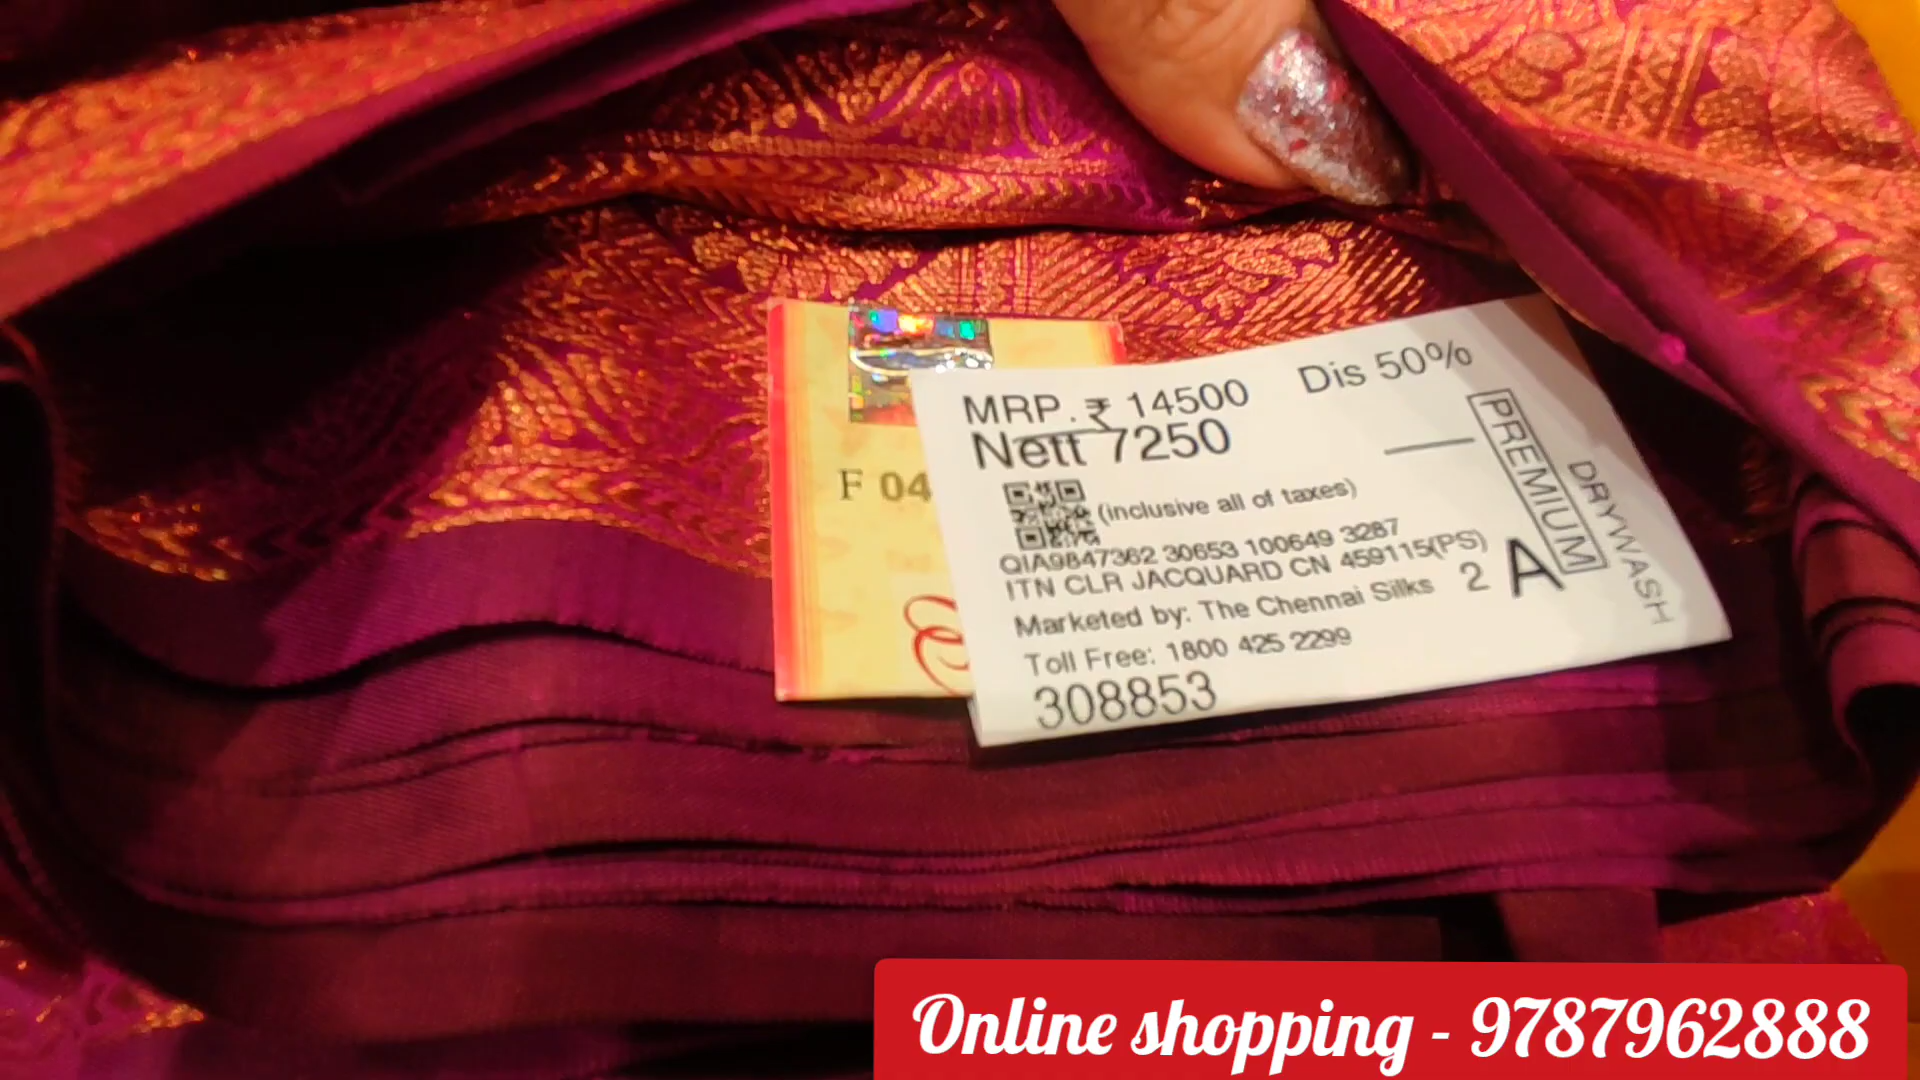 MRP. ₹ 14500 Dis 50%
Nett 7250
(inclusive all of taxes)
QIA9847362 30653 100649 3287
ITN CLR JACQUARD CN 459115(PS)
Marketed by: The Chennai Silks 2 A
Toll Free: 1800 425 2299
308853
PREMIUM
DRYWASH
F 04
Online shopping - 9787962888